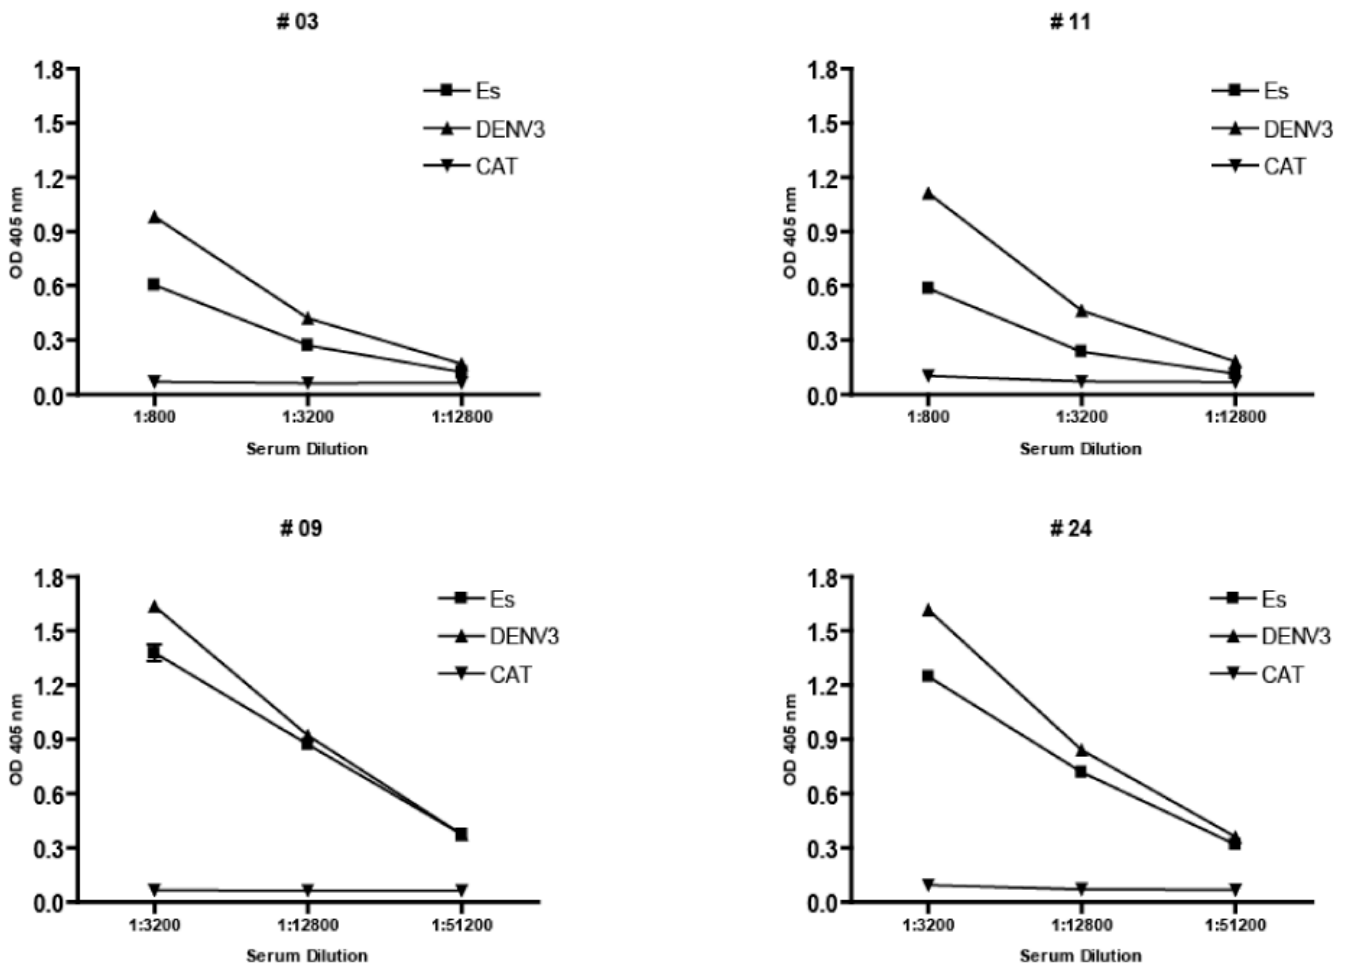 # 03
1.8
1.5
1.2
0.9
0.6
0.3
0.0
OD 405 nm
Es
DENV3
CAT
1:800 1:3200 1:12800
Serum Dilution
# 11
1.8
1.5
1.2
0.9
0.6
0.3
0.0
OD 405 nm
Es
DENV3
CAT
1:800 1:3200 1:12800
Serum Dilution
# 09
1.8
1.5
1.2
0.9
0.6
0.3
0.0
OD 405 nm
Es
DENV3
CAT
1:3200 1:12800 1:51200
Serum Dilution
# 24
1.8
1.5
1.2
0.9
0.6
0.3
0.0
OD 405 nm
Es
DENV3
CAT
1:3200 1:12800 1:51200
Serum Dilution